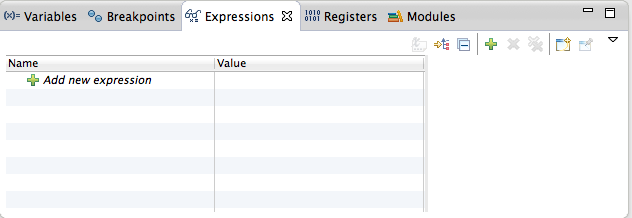 (x)= Variables Breakpoints Expressions Registers Modules
Name Value
Add new expression